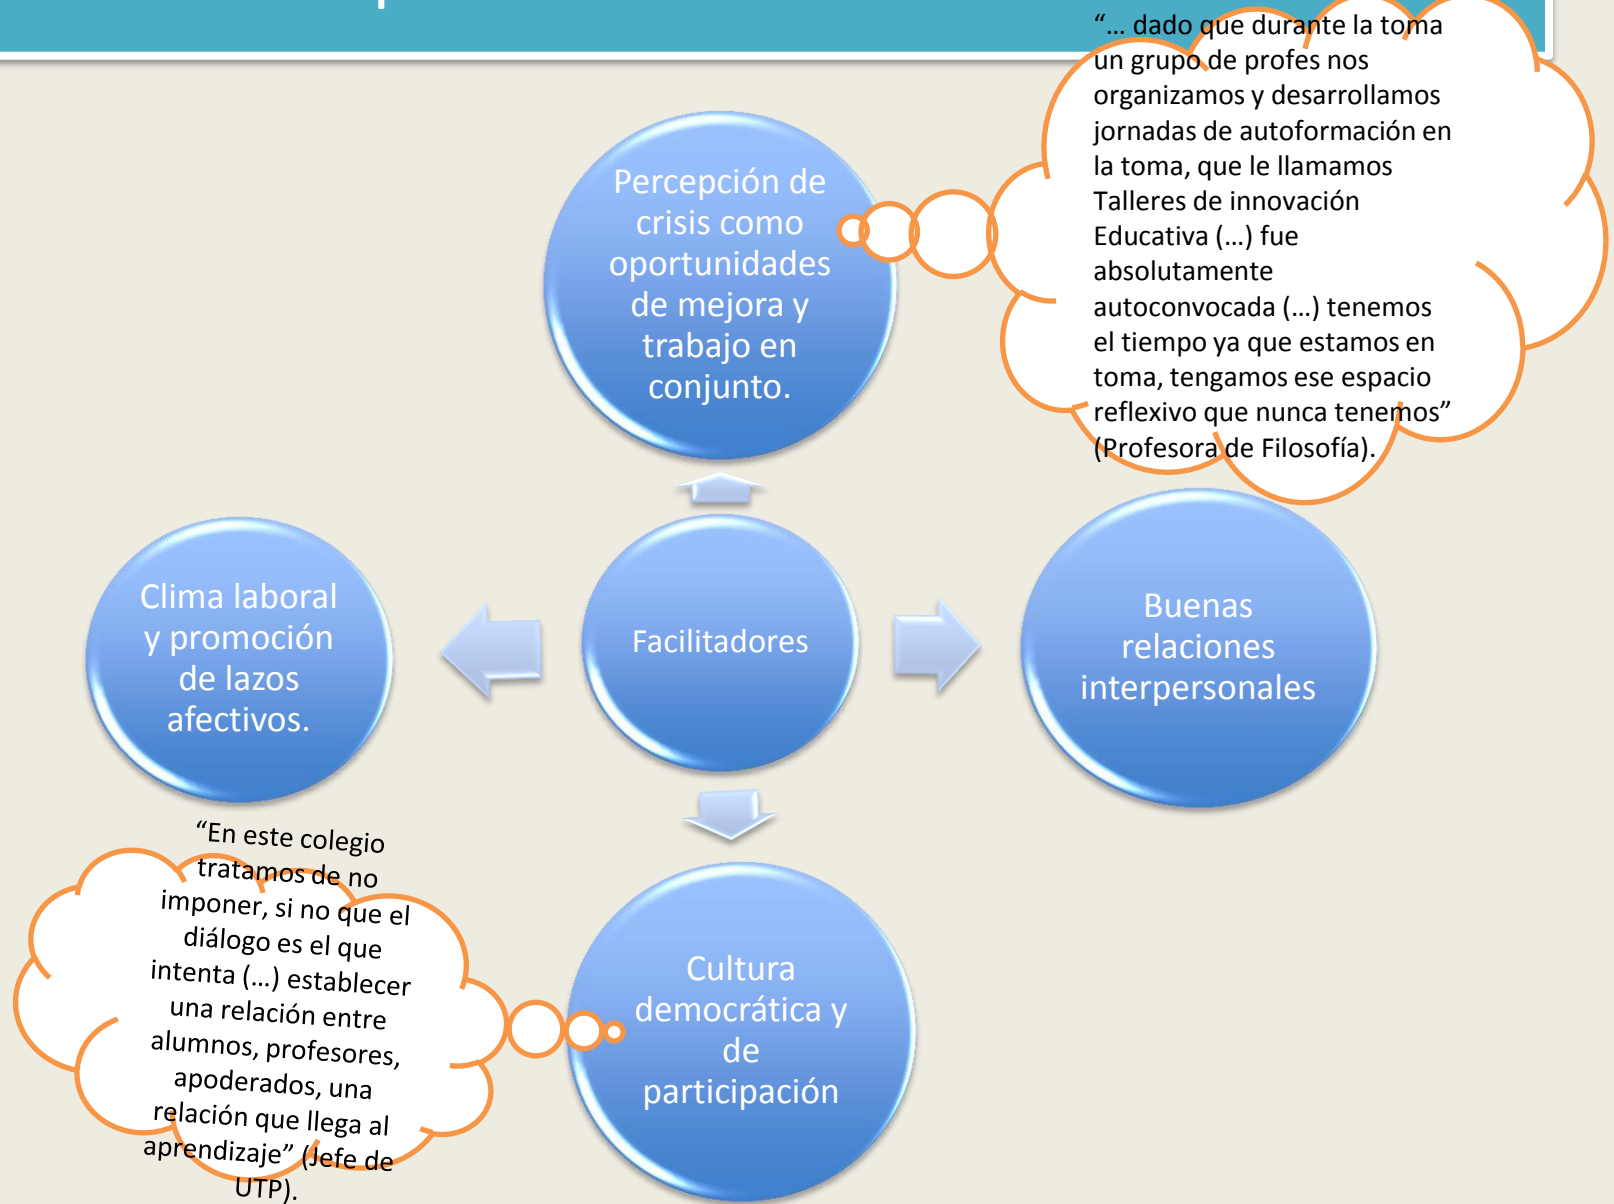 “… dado que durante la toma
un grupo de profes nos
organizamos y desarrollamos
jornadas de autoformación en
la toma, que le llamamos
Talleres de innovación
Educativa (…) fue
absolutamente
autoconvocada (…) tenemos
el tiempo ya que estamos en
toma, tengamos ese espacio
reflexivo que nunca tenemos”
(Profesora de Filosofía).
Percepción de
crisis como
oportunidades
de mejora y
trabajo en
conjunto.
Clima laboral
y promoción
de lazos
afectivos.
Facilitadores
Buenas
relaciones
interpersonales
“En este colegio
tratamos de no
imponer, si no que el
diálogo es el que
intenta (…) establecer
una relación entre
alumnos, profesores,
apoderados, una
relación que llega al
aprendizaje” (Jefe de
UTP).
Cultura
democrática y
de
participación